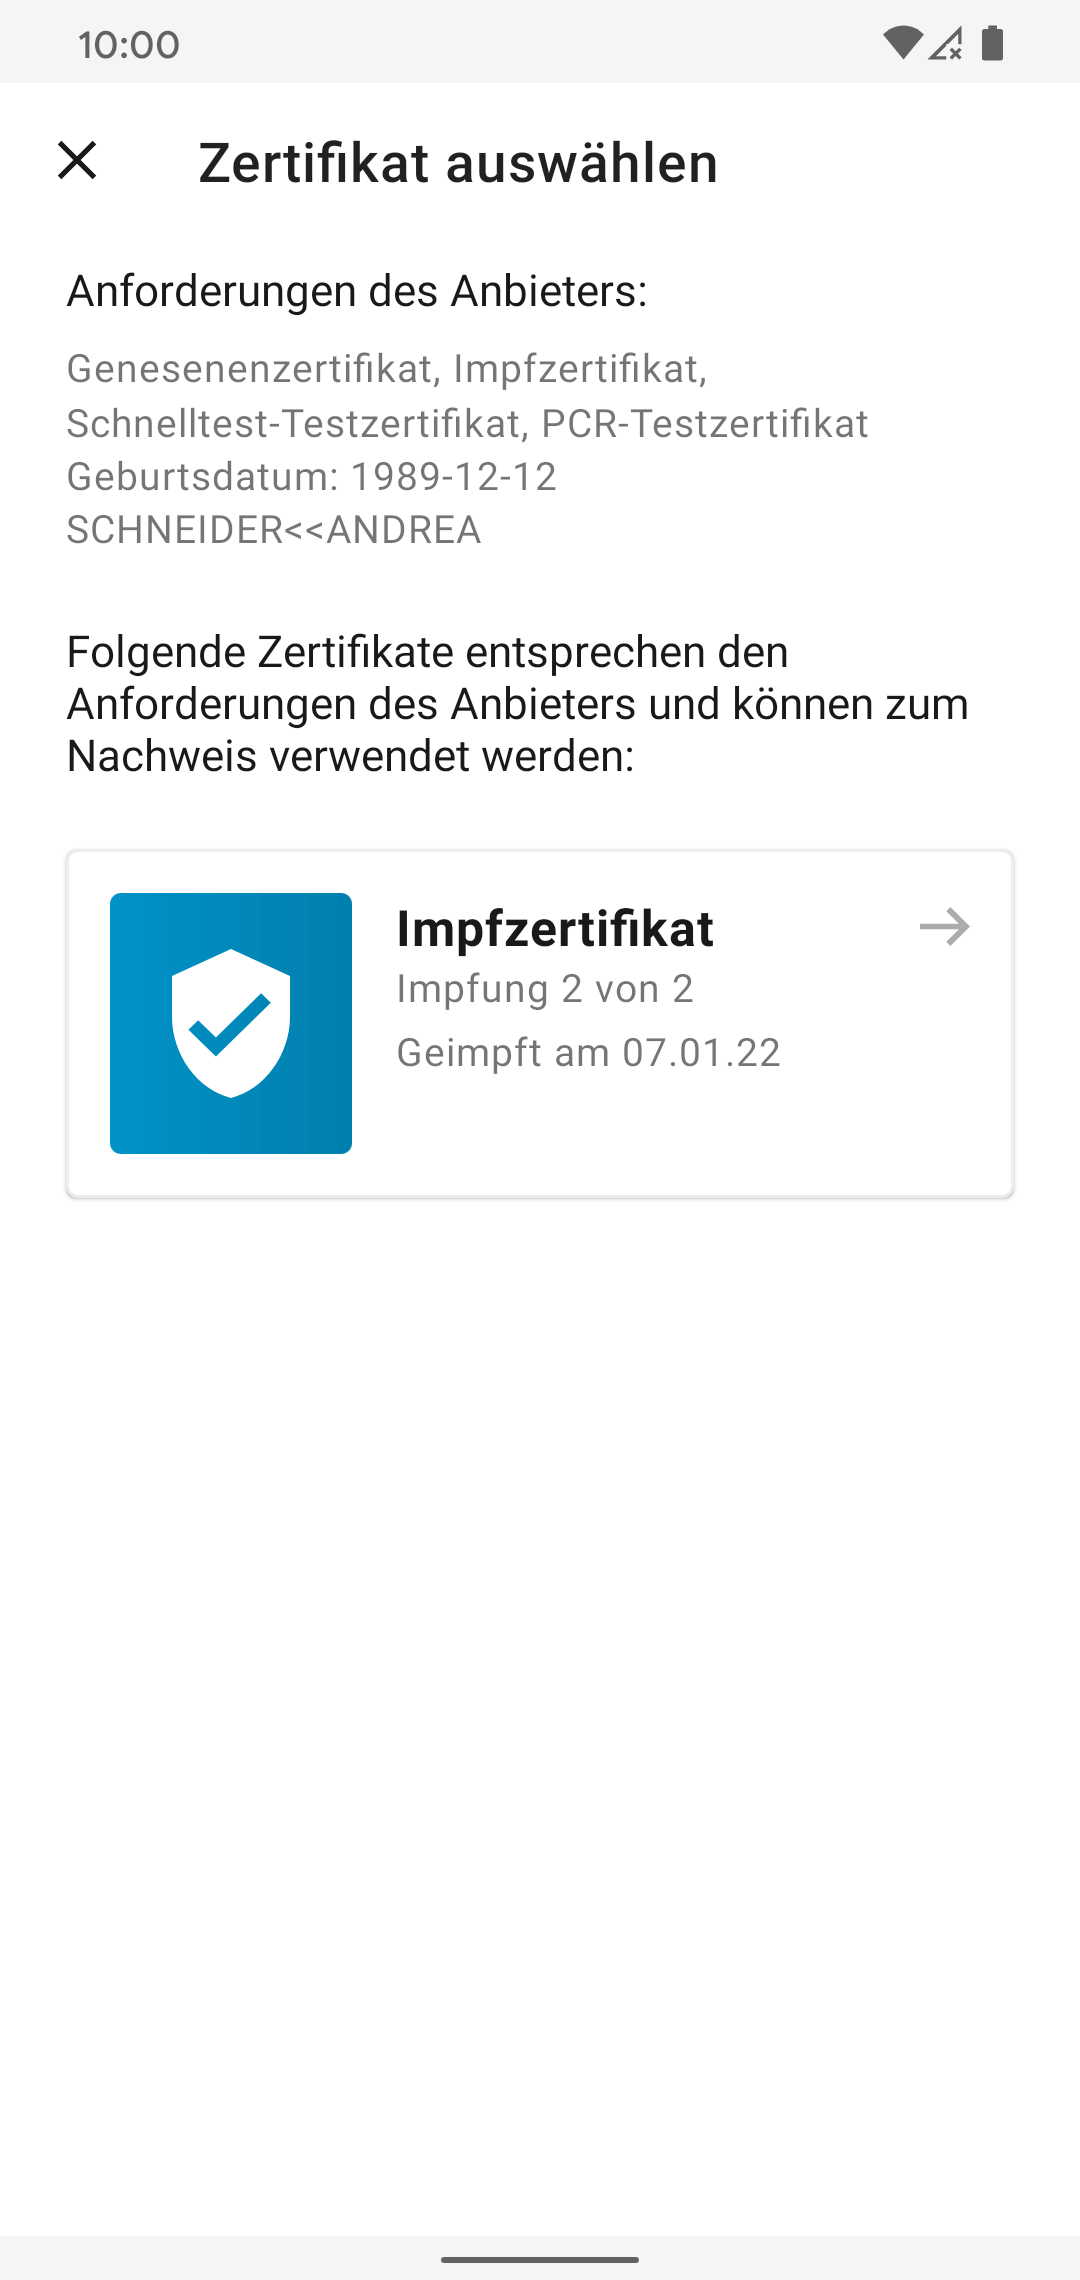 10:00
Zertifikat auswählen
Anforderungen des Anbieters:
Genesenenzertifikat, Impfzertifikat,
Schnelltest-Testzertifikat, PCR-Testzertifikat
Geburtsdatum: 1989-12-12
SCHNEIDER<<ANDREA
Folgende Zertifikate entsprechen den
Anforderungen des Anbieters und können zum
Nachweis verwendet werden:
Impfzertifikat
Impfung 2 von 2
Geimpft am 07.01.22